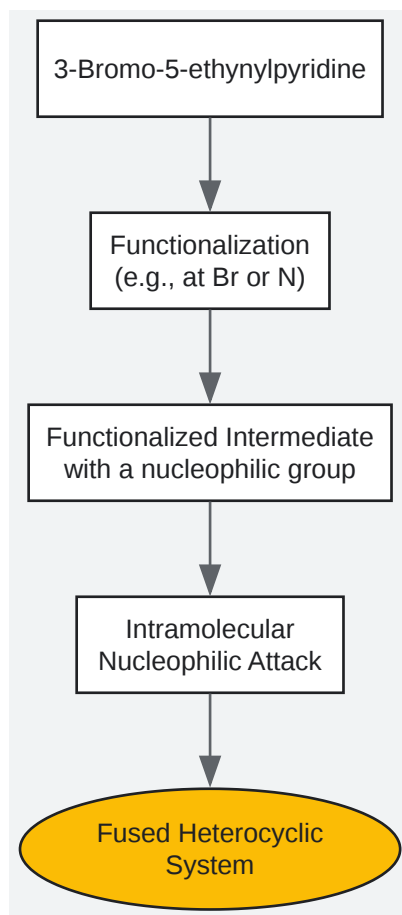 3-Bromo-5-ethynylpyridine
Functionalization
(e.g., at Br or N)
Functionalized Intermediate
with a nucleophilic group
Intramolecular
Nucleophilic Attack
Fused Heterocyclic
System